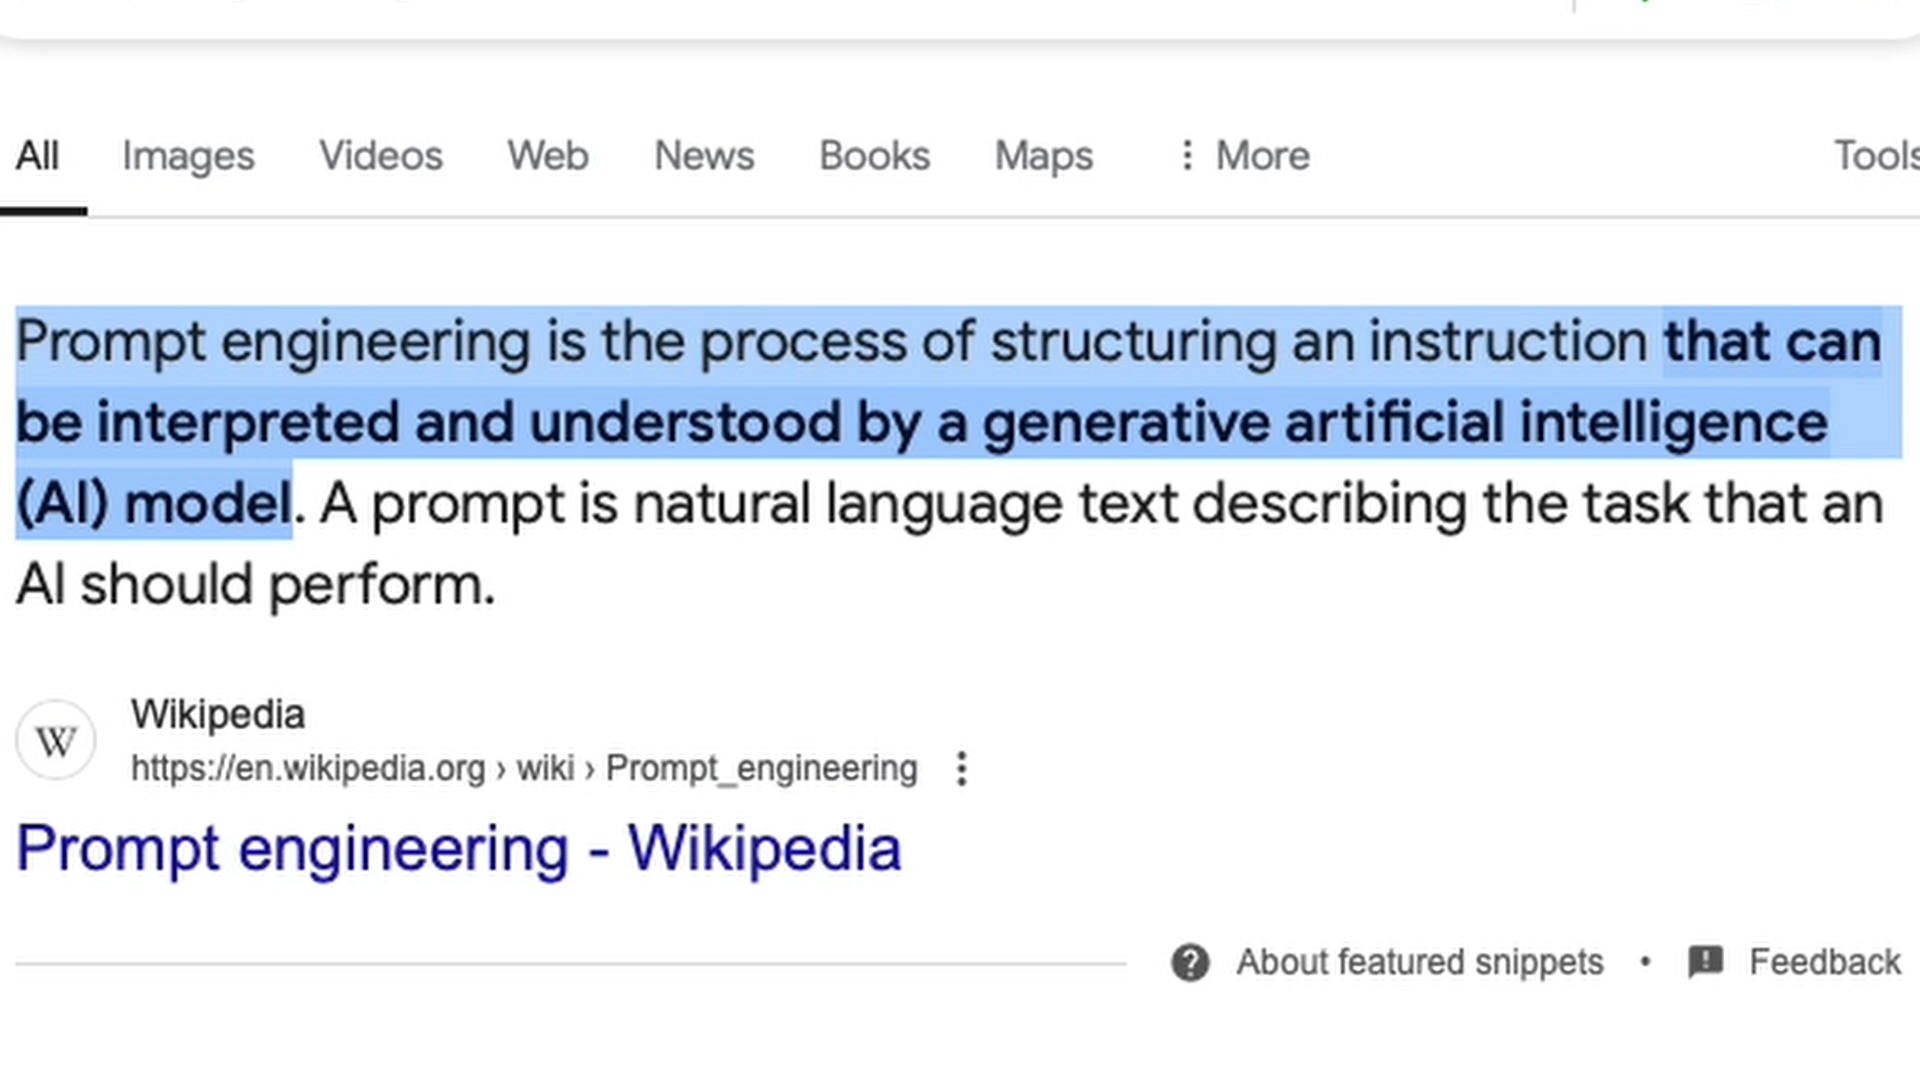 All Images Videos Web News Books Maps More Tools
Prompt engineering is the process of structuring an instruction that can
be interpreted and understood by a generative artificial intelligence
(AI) model. A prompt is natural language text describing the task that an
AI should perform.
W
Wikipedia
https://en.wikipedia.org › wiki › Prompt_engineering
Prompt engineering - Wikipedia
About featured snippets • Feedback